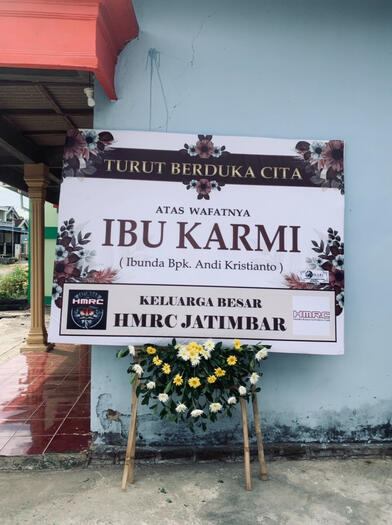 TURUT BERDUKA CITA
ATAS WAFATNYA
IBU KARMI
( Ibunda Bpk. Andi Kristianto )
KELUARGA BESAR
HMRC JATIMBAR
HMRC
HMRC